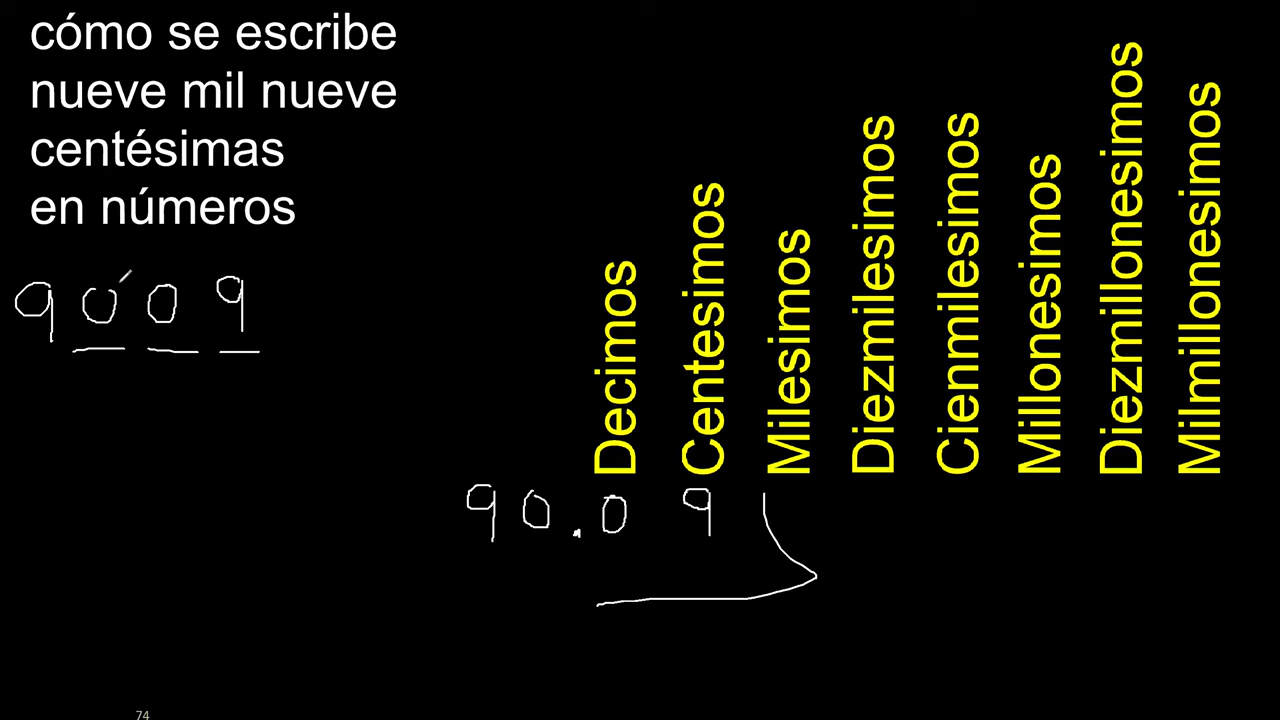 cómo se escribe
nueve mil nueve
centésimas
en números
9009
Decimos
Centesimos
Milesimos
Diezmilesimos
Cienmilesimos
Millonesimos
Diezmillonesimos
Milmillonesimos
90.09
74